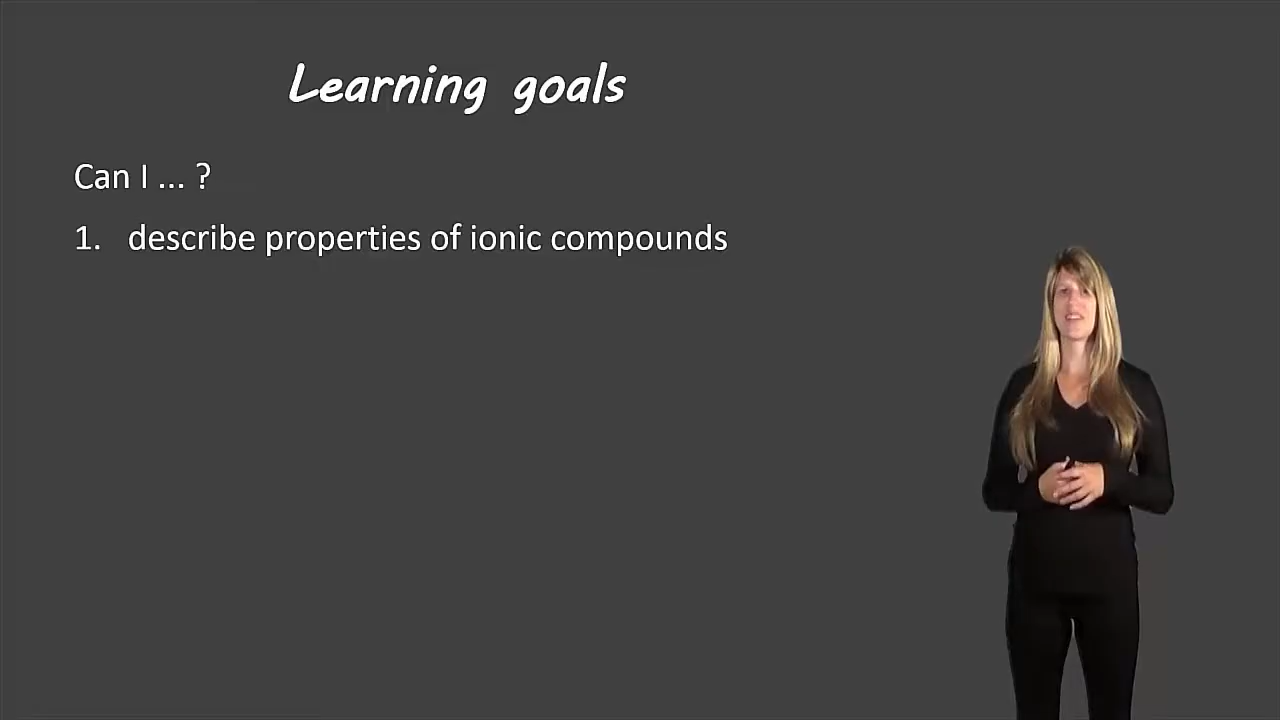 Learning goals
Can I ... ?
1. describe properties of ionic compounds